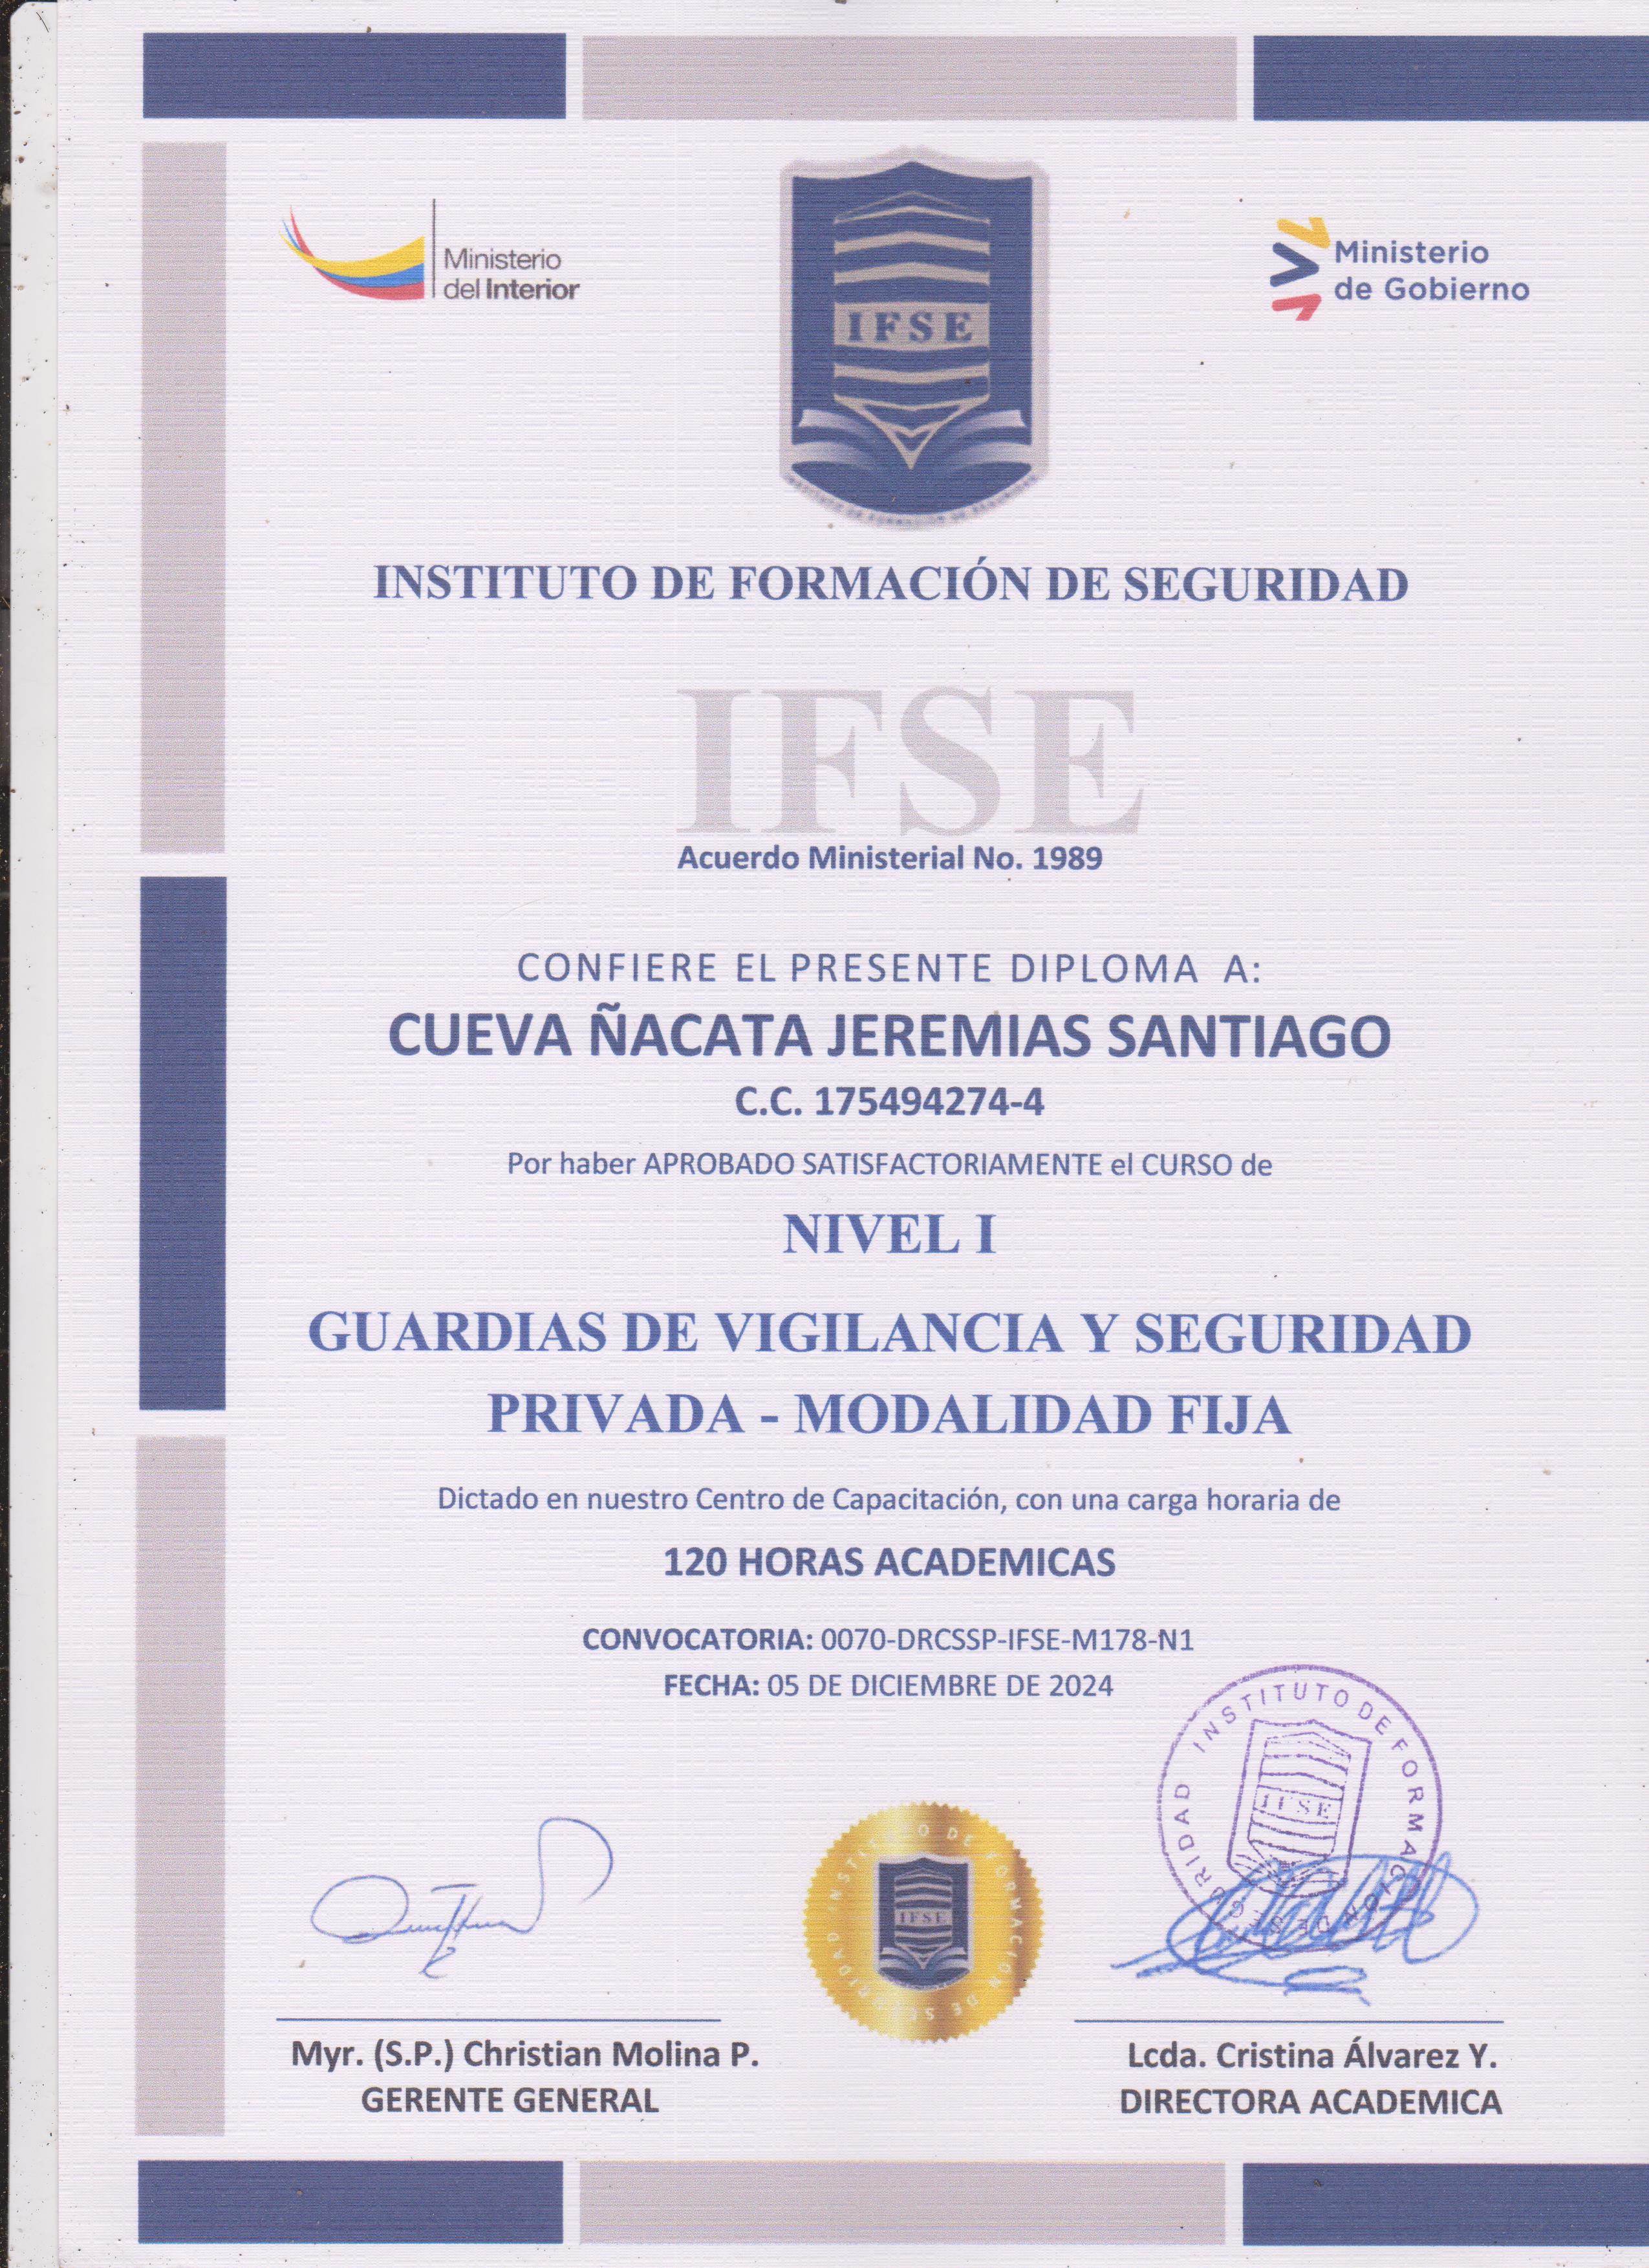 Ministerio
del Interior
IFSE
Ministerio
de Gobierno
INSTITUTO DE FORMACIÓN DE SEGURIDAD
IFSE
Acuerdo Ministerial No. 1989
CONFIERE EL PRESENTE DIPLOMA A:
CUEVA ÑACATA JEREMIAS SANTIAGO
C.C. 175494274-4
Por haber APROBADO SATISFACTORIAMENTE el CURSO de
NIVEL I
GUARDIAS DE VIGILANCIA Y SEGURIDAD
PRIVADA - MODALIDAD FIJA
Dictado en nuestro Centro de Capacitación, con una carga horaria de
120 HORAS ACADEMICAS
CONVOCATORIA: 0070-DRCSSP-IFSE-M178-N1
FECHA: 05 DE DICIEMBRE DE 2024
INSTITUTO DE FORMACION DE SEGURIDAD
IFSE
INSTITUTO DE FORMACION DE SEGURIDAD
IFSE
Myr. (S.P.) Christian Molina P.
GERENTE GENERAL
Lcda. Cristina Álvarez Y.
DIRECTORA ACADEMICA